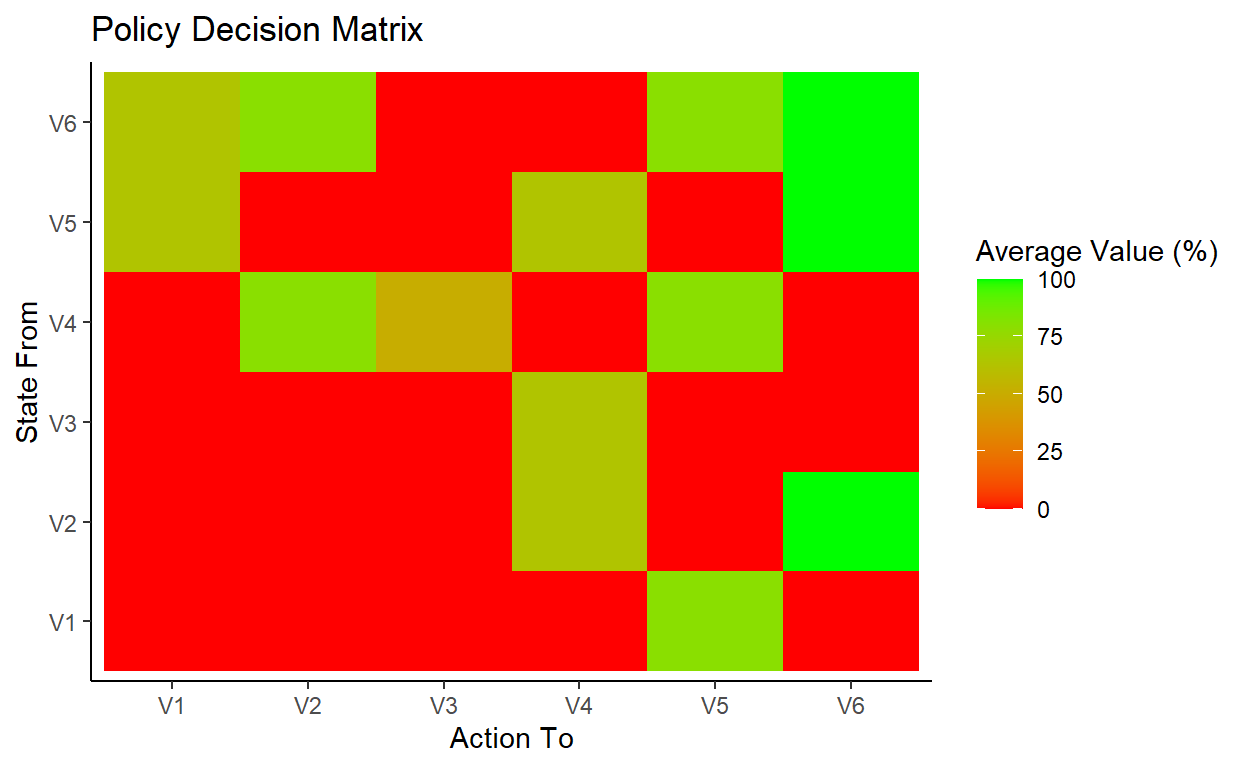 Policy Decision Matrix
State From
V6
V5
V4
V3
V2
V1
V1 V2 V3 V4 V5 V6
Action To
Average Value (%)
100
75
50
25
0